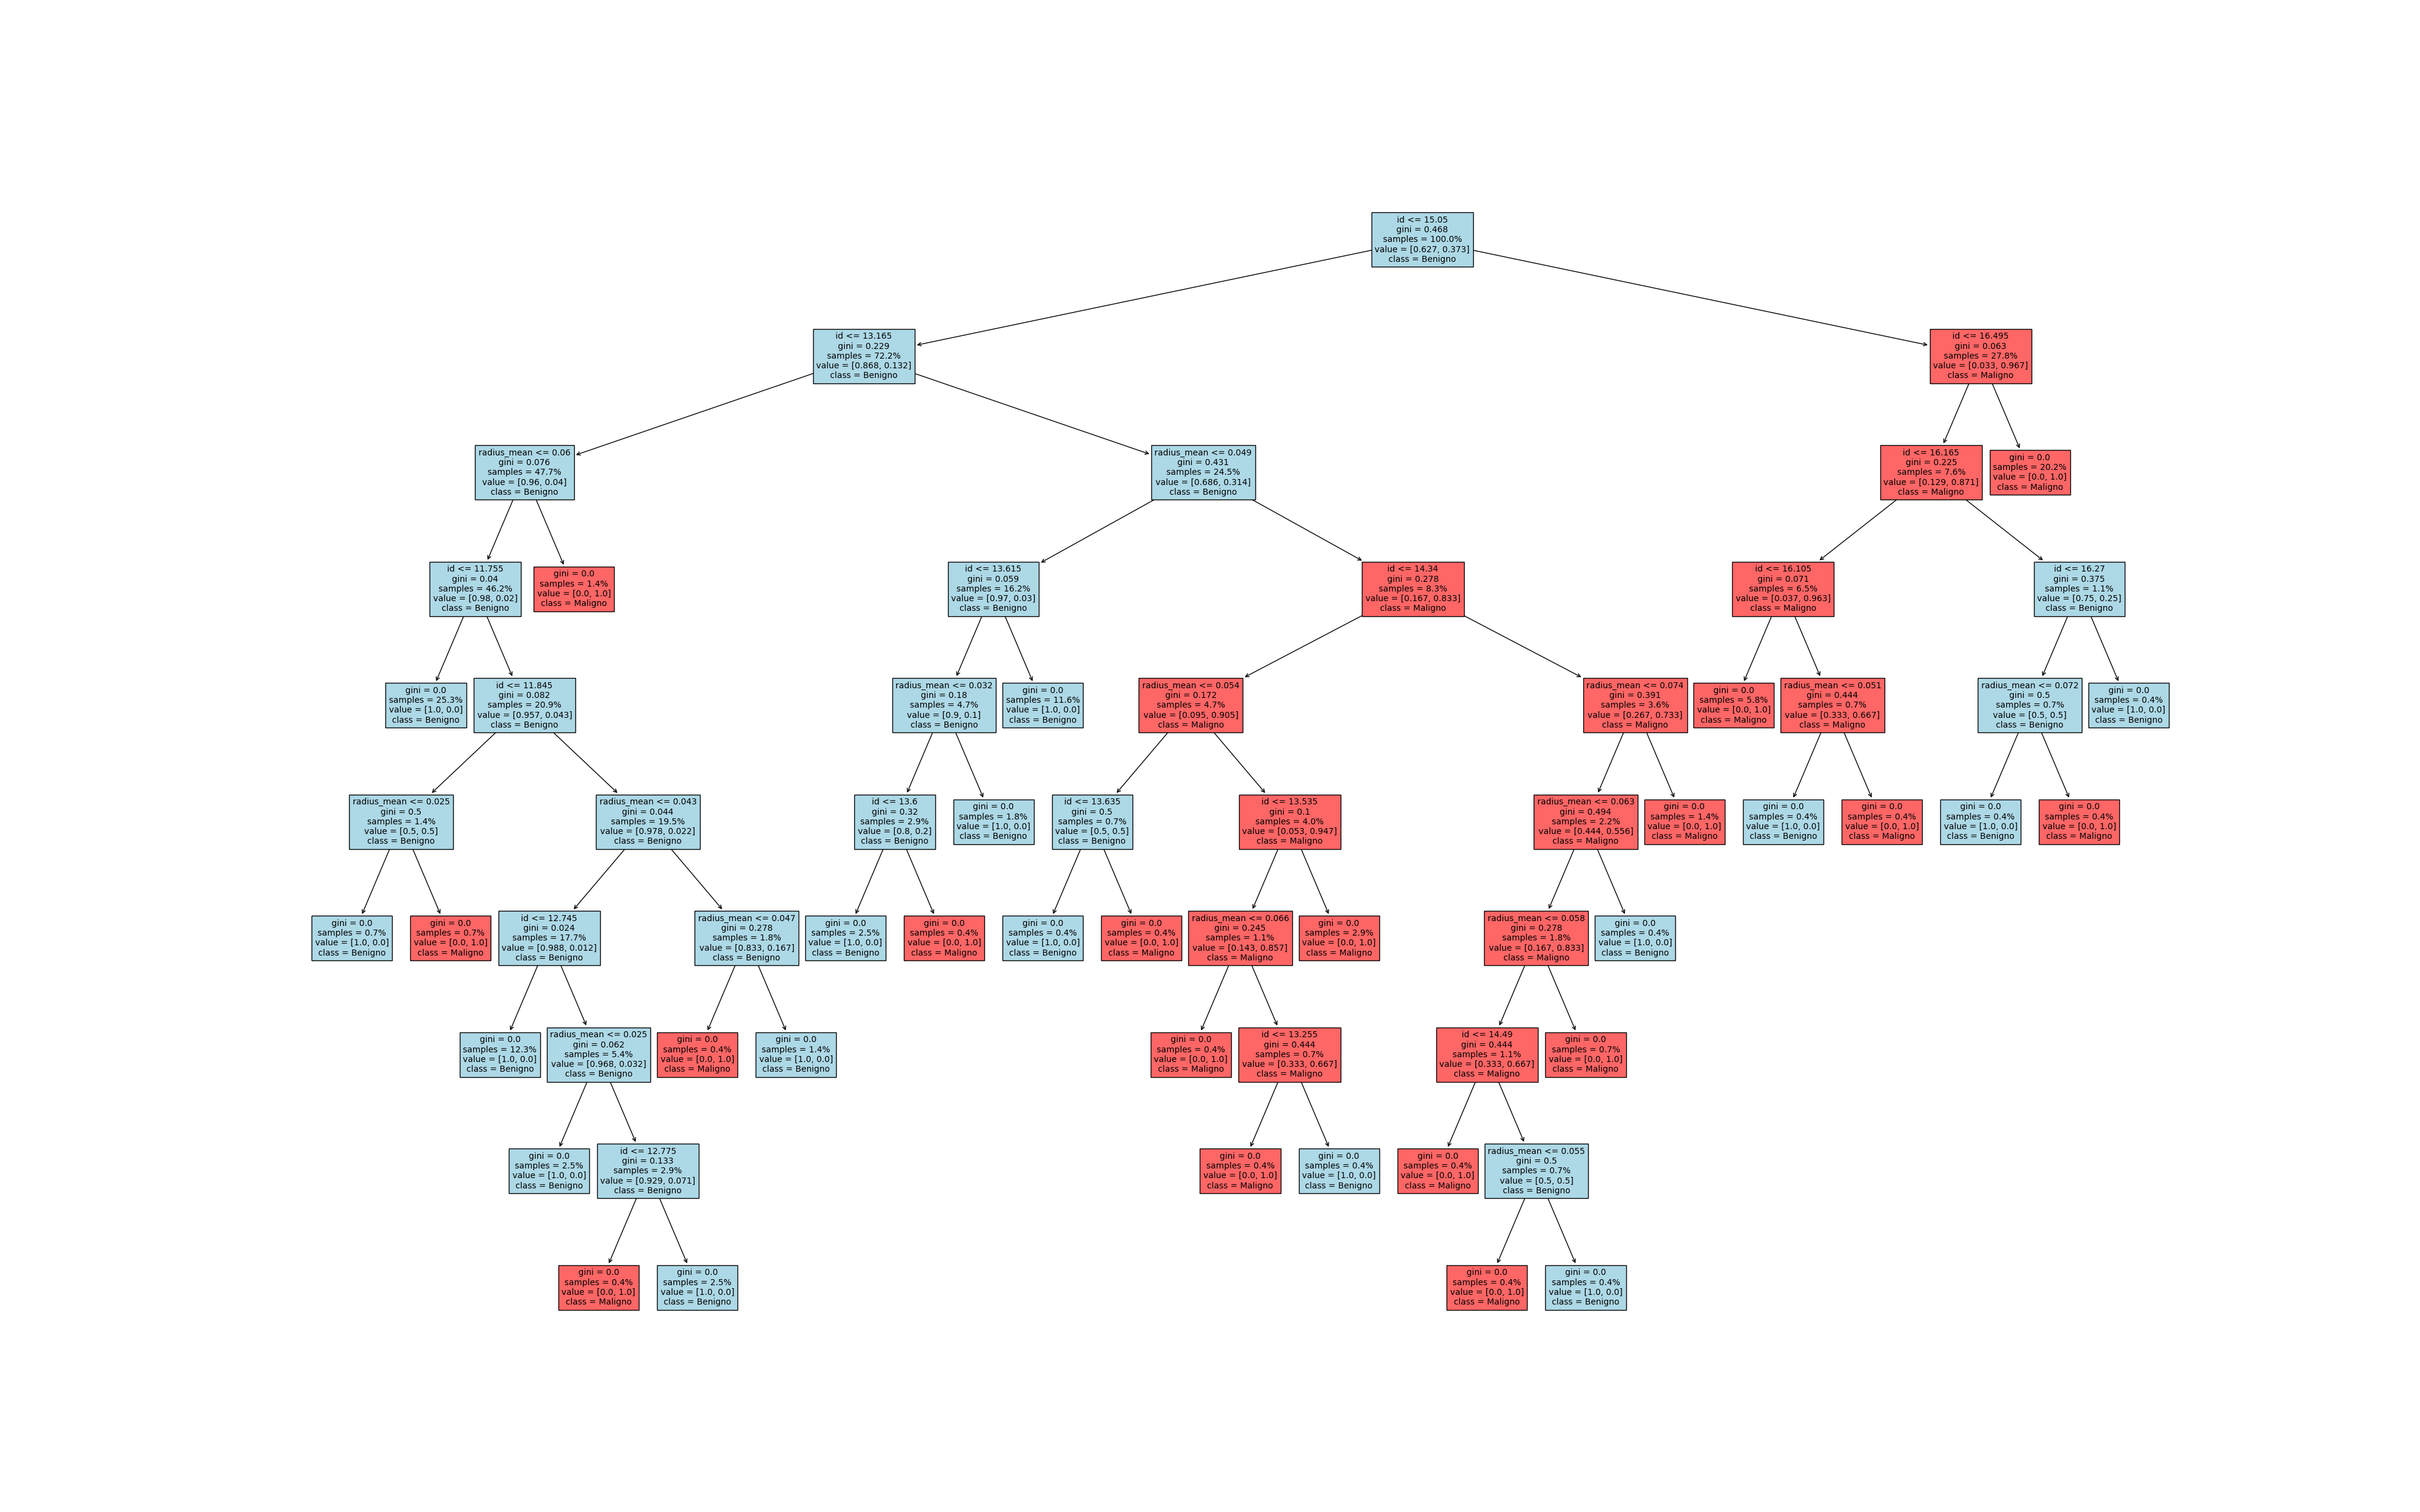 id <= 15.05
gini = 0.468
samples = 100.0%
value = [0.627, 0.373]
class = Benigno
id <= 13.165
gini = 0.229
samples = 72.2%
value = [0.868, 0.132]
class = Benigno
id <= 16.495
gini = 0.063
samples = 27.8%
value = [0.033, 0.967]
class = Maligno
radius_mean <= 0.06
gini = 0.076
samples = 47.7%
value = [0.96, 0.04]
class = Benigno
radius_mean <= 0.049
gini = 0.431
samples = 24.5%
value = [0.686, 0.314]
class = Benigno
id <= 16.165
gini = 0.225
samples = 7.6%
value = [0.129, 0.871]
class = Maligno
gini = 0.0
samples = 20.2%
value = [0.0, 1.0]
class = Maligno
id <= 11.755
gini = 0.04
samples = 46.2%
value = [0.98, 0.02]
class = Benigno
gini = 0.0
samples = 1.4%
value = [0.0, 1.0]
class = Maligno
id <= 13.615
gini = 0.059
samples = 16.2%
value = [0.97, 0.03]
class = Benigno
id <= 14.34
gini = 0.278
samples = 8.3%
value = [0.167, 0.833]
class = Maligno
id <= 16.105
gini = 0.071
samples = 6.5%
value = [0.037, 0.963]
class = Maligno
id <= 16.27
gini = 0.375
samples = 1.1%
value = [0.75, 0.25]
class = Benigno
gini = 0.0
samples = 25.3%
value = [1.0, 0.0]
class = Benigno
id <= 11.845
gini = 0.082
samples = 20.9%
value = [0.957, 0.043]
class = Benigno
radius_mean <= 0.032
gini = 0.18
samples = 4.7%
value = [0.9, 0.1]
class = Benigno
gini = 0.0
samples = 11.6%
value = [1.0, 0.0]
class = Benigno
radius_mean <= 0.054
gini = 0.172
samples = 4.7%
value = [0.095, 0.905]
class = Maligno
radius_mean <= 0.074
gini = 0.391
samples = 3.6%
value = [0.267, 0.733]
class = Maligno
gini = 0.0
samples = 5.8%
value = [0.0, 1.0]
class = Maligno
radius_mean <= 0.051
gini = 0.444
samples = 0.7%
value = [0.333, 0.667]
class = Maligno
radius_mean <= 0.072
gini = 0.5
samples = 0.7%
value = [0.5, 0.5]
class = Benigno
gini = 0.0
samples = 0.4%
value = [1.0, 0.0]
class = Benigno
radius_mean <= 0.025
gini = 0.5
samples = 1.4%
value = [0.5, 0.5]
class = Benigno
radius_mean <= 0.043
gini = 0.044
samples = 19.5%
value = [0.978, 0.022]
class = Benigno
id <= 13.6
gini = 0.32
samples = 2.9%
value = [0.8, 0.2]
class = Benigno
gini = 0.0
samples = 1.8%
value = [1.0, 0.0]
class = Benigno
id <= 13.635
gini = 0.5
samples = 0.7%
value = [0.5, 0.5]
class = Benigno
id <= 13.535
gini = 0.1
samples = 4.0%
value = [0.053, 0.947]
class = Maligno
radius_mean <= 0.063
gini = 0.494
samples = 2.2%
value = [0.444, 0.556]
class = Maligno
gini = 0.0
samples = 1.4%
value = [0.0, 1.0]
class = Maligno
gini = 0.0
samples = 0.4%
value = [1.0, 0.0]
class = Benigno
gini = 0.0
samples = 0.4%
value = [0.0, 1.0]
class = Maligno
gini = 0.0
samples = 0.4%
value = [1.0, 0.0]
class = Benigno
gini = 0.0
samples = 0.4%
value = [0.0, 1.0]
class = Maligno
gini = 0.0
samples = 0.7%
value = [1.0, 0.0]
class = Benigno
gini = 0.0
samples = 0.7%
value = [0.0, 1.0]
class = Maligno
id <= 12.745
gini = 0.024
samples = 17.7%
value = [0.988, 0.012]
class = Benigno
radius_mean <= 0.047
gini = 0.278
samples = 1.8%
value = [0.833, 0.167]
class = Benigno
gini = 0.0
samples = 2.5%
value = [1.0, 0.0]
class = Benigno
gini = 0.0
samples = 0.4%
value = [0.0, 1.0]
class = Maligno
gini = 0.0
samples = 0.4%
value = [1.0, 0.0]
class = Benigno
gini = 0.0
samples = 0.4%
value = [0.0, 1.0]
class = Maligno
radius_mean <= 0.066
gini = 0.245
samples = 1.1%
value = [0.143, 0.857]
class = Maligno
gini = 0.0
samples = 2.9%
value = [0.0, 1.0]
class = Maligno
radius_mean <= 0.058
gini = 0.278
samples = 1.8%
value = [0.167, 0.833]
class = Maligno
gini = 0.0
samples = 0.4%
value = [1.0, 0.0]
class = Benigno
gini = 0.0
samples = 12.3%
value = [1.0, 0.0]
class = Benigno
radius_mean <= 0.025
gini = 0.062
samples = 5.4%
value = [0.968, 0.032]
class = Benigno
gini = 0.0
samples = 0.4%
value = [0.0, 1.0]
class = Maligno
gini = 0.0
samples = 1.4%
value = [1.0, 0.0]
class = Benigno
gini = 0.0
samples = 0.4%
value = [0.0, 1.0]
class = Maligno
id <= 13.255
gini = 0.444
samples = 0.7%
value = [0.333, 0.667]
class = Maligno
id <= 14.49
gini = 0.444
samples = 1.1%
value = [0.333, 0.667]
class = Maligno
gini = 0.0
samples = 0.7%
value = [0.0, 1.0]
class = Maligno
gini = 0.0
samples = 2.5%
value = [1.0, 0.0]
class = Benigno
id <= 12.775
gini = 0.133
samples = 2.9%
value = [0.929, 0.071]
class = Benigno
gini = 0.0
samples = 0.4%
value = [0.0, 1.0]
class = Maligno
gini = 0.0
samples = 0.4%
value = [1.0, 0.0]
class = Benigno
gini = 0.0
samples = 0.4%
value = [0.0, 1.0]
class = Maligno
radius_mean <= 0.055
gini = 0.5
samples = 0.7%
value = [0.5, 0.5]
class = Benigno
gini = 0.0
samples = 0.4%
value = [0.0, 1.0]
class = Maligno
gini = 0.0
samples = 2.5%
value = [1.0, 0.0]
class = Benigno
gini = 0.0
samples = 0.4%
value = [0.0, 1.0]
class = Maligno
gini = 0.0
samples = 0.4%
value = [1.0, 0.0]
class = Benigno